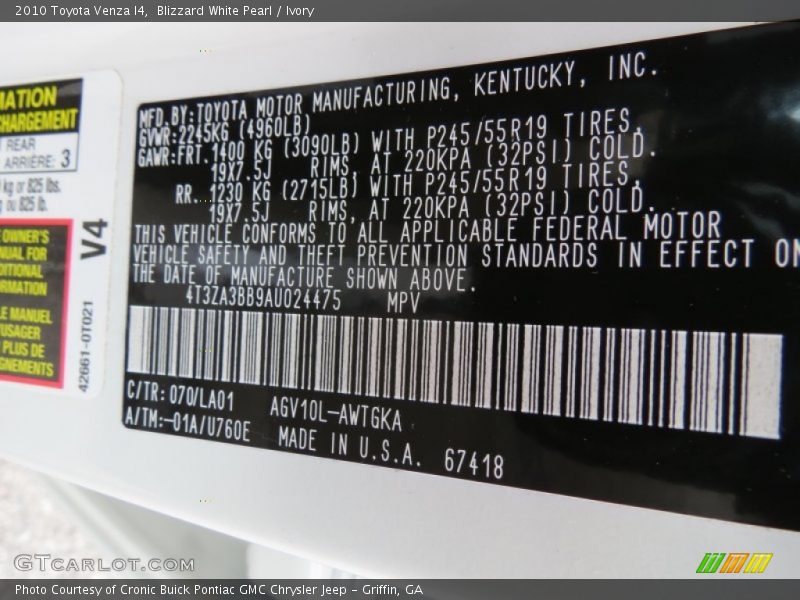 2010 Toyota Venza I4,  Blizzard White Pearl / Ivory
MATION
CHARGEMENT
REAR
ARRIÈRE: 3
kg or 825 lbs.
ou 825 lb.
OWNER'S
MANUAL FOR
ADDITIONAL
INFORMATION
LE MANUEL
L'USAGER
PLUS DE
V4
42661-0T021
MFD.BY:TOYOTA MOTOR MANUFACTURING, KENTUCKY, INC.
GVWR:2245KG (4960LB)
GAWR:FRT.1400 KG (3090LB) WITH P245/55R19 TIRES,
19X7.5J RIMS, AT 220KPA (32PSI) COLD.
RR. 1230 KG (2715LB) WITH P245/55R19 TIRES,
19X7.5J RIMS, AT 220KPA (32PSI) COLD.
THIS VEHICLE CONFORMS TO ALL APPLICABLE FEDERAL MOTOR
VEHICLE SAFETY AND THEFT PREVENTION STANDARDS IN EFFECT ON
THE DATE OF MANUFACTURE SHOWN ABOVE.
4T3ZA3BB9AU024475 MPV
C/TR:070/LA01 AGV10L-AWTGKA
A/TM:-01A/U760E MADE IN U.S.A. 67418
GTCARLOT.COM
Photo Courtesy of Cronic Buick Pontiac GMC Chrysler Jeep - Griffin, GA